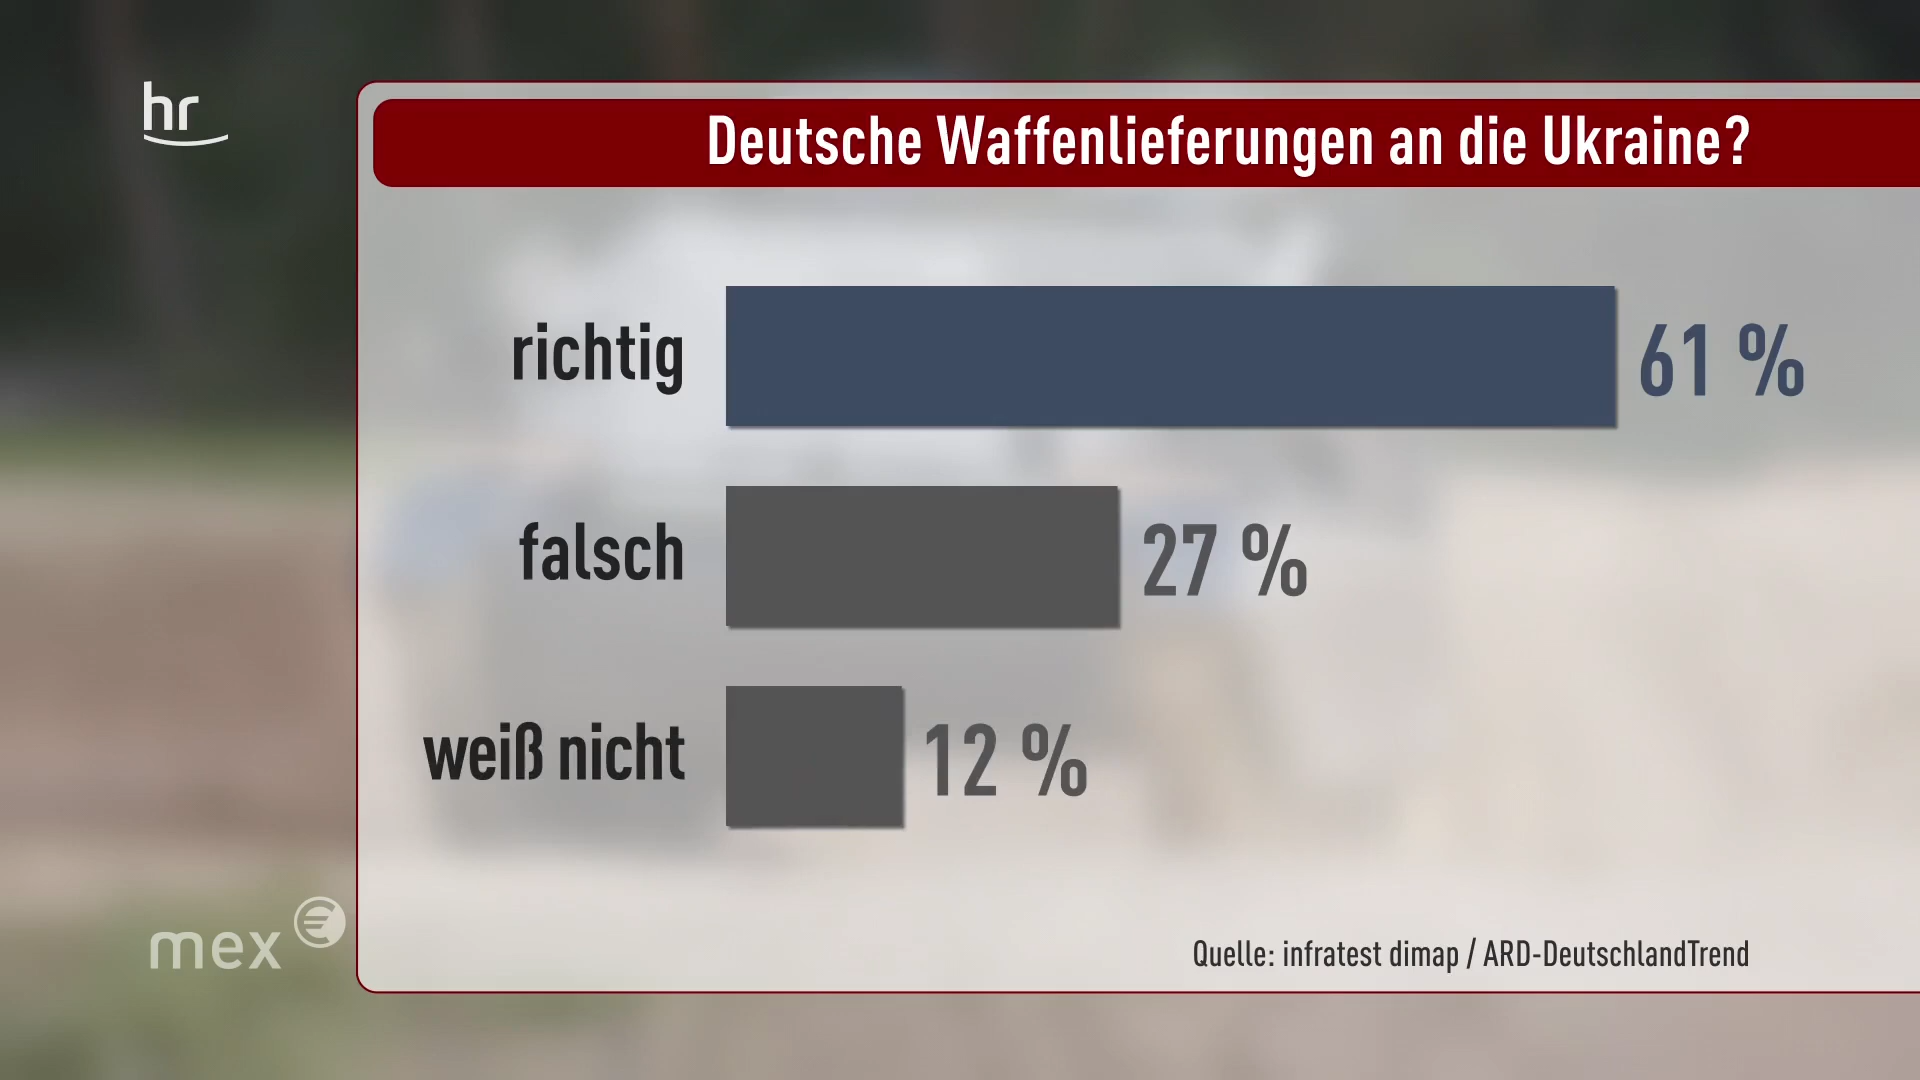 hr
Deutsche Waffenlieferungen an die Ukraine?
richtig
61 %
falsch
27 %
weiß nicht
12 %
mex
Quelle: infratest dimap / ARD-DeutschlandTrend